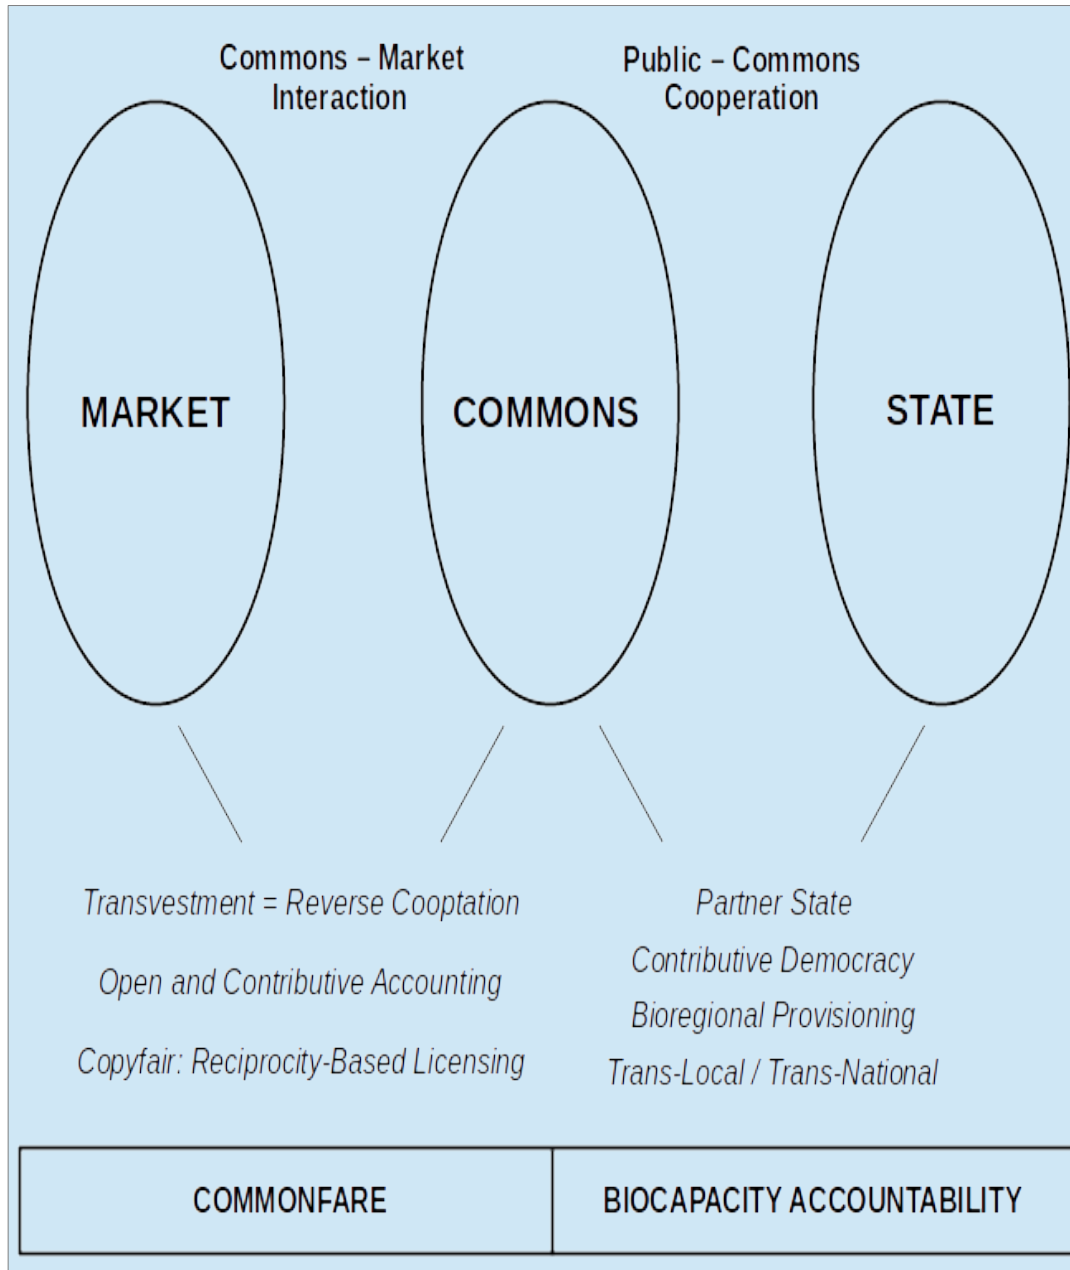 Commons – Market
Interaction
Public – Commons
Cooperation
MARKET
COMMONS
STATE
Transvestment = Reverse Cooptation
Open and Contributive Accounting
Copyfair: Reciprocity-Based Licensing
Partner State
Contributive Democracy
Bioregional Provisioning
Trans-Local / Trans-National
COMMONFARE
BIOCAPACITY ACCOUNTABILITY